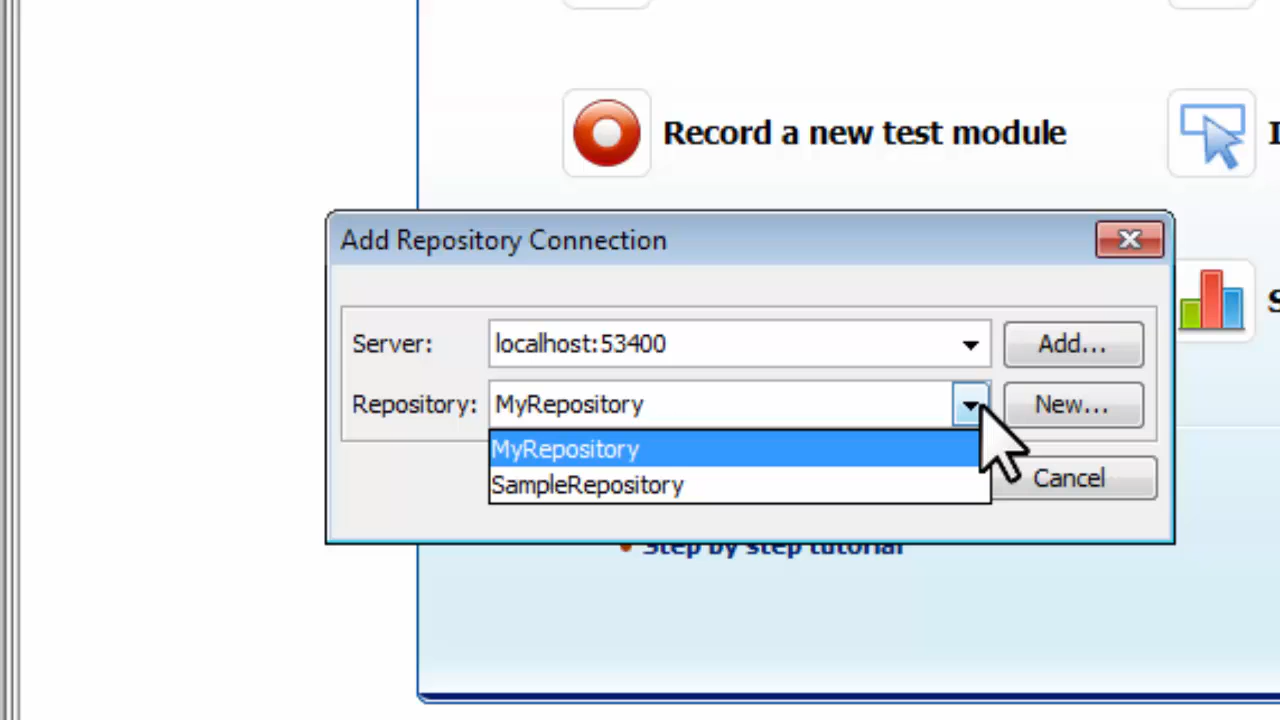 Record a new test module
Add Repository Connection
Server:
localhost:53400
Add...
Repository:
MyRepository
New...
MyRepository
SampleRepository
Cancel
Step by step tutorial